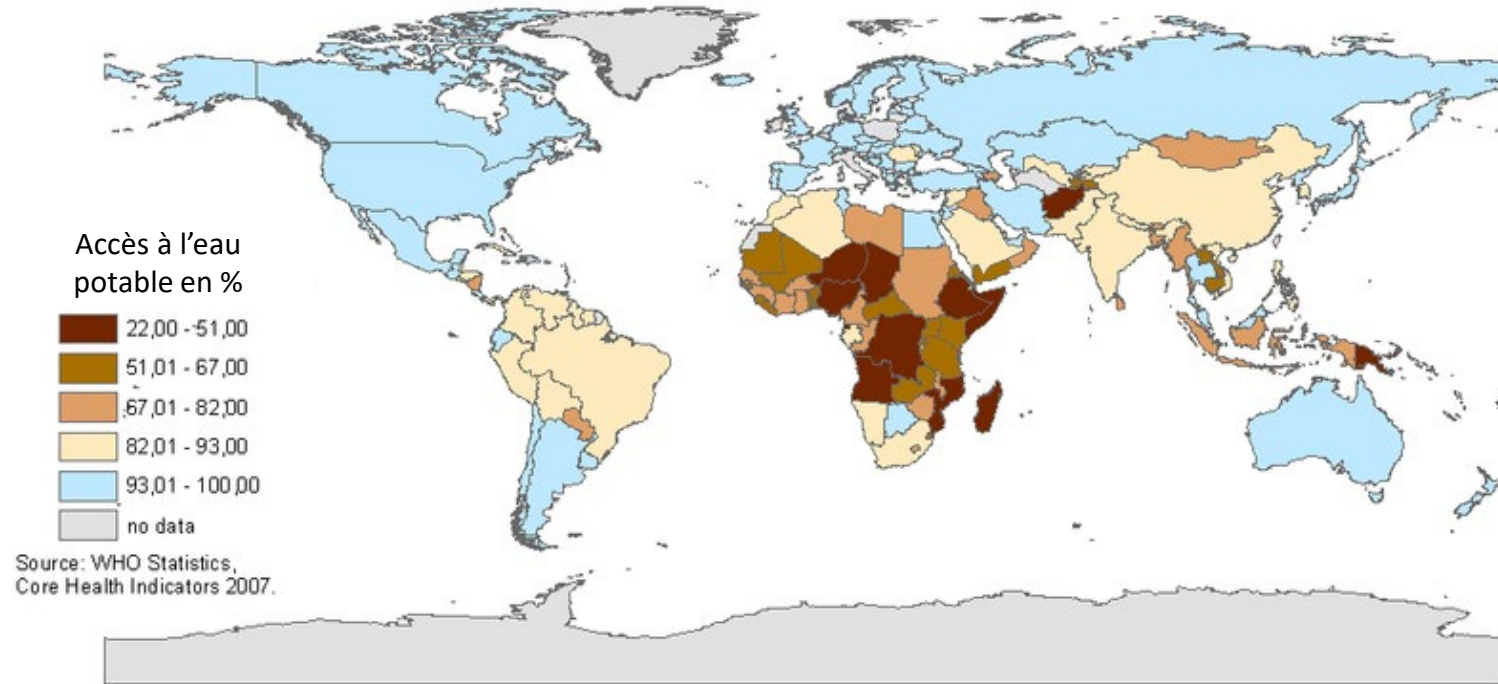 Accès à l’eau
potable en %
22,00 - 51,00
51,01 - 67,00
67,01 - 82,00
82,01 - 93,00
93,01 - 100,00
no data
Source: WHO Statistics,
Core Health Indicators 2007.